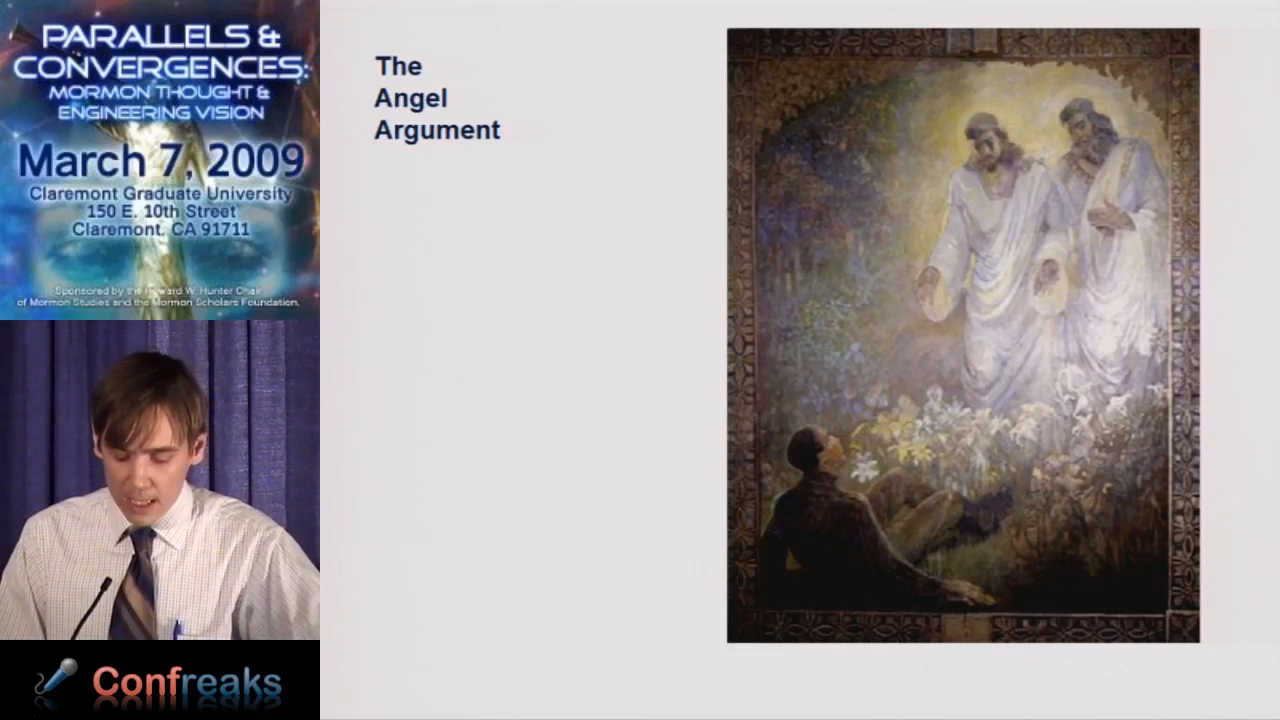 PARALLELS &
CONVERGENCES:
MORMON THOUGHT &
ENGINEERING VISION
March 7, 2009
Claremont Graduate University
150 E. 10th Street
Claremont, CA 91711
Sponsored by the Howard W. Hunter Chair
of Mormon Studies and the Mormon Scholars Foundation.
Confreaks
The
Angel
Argument